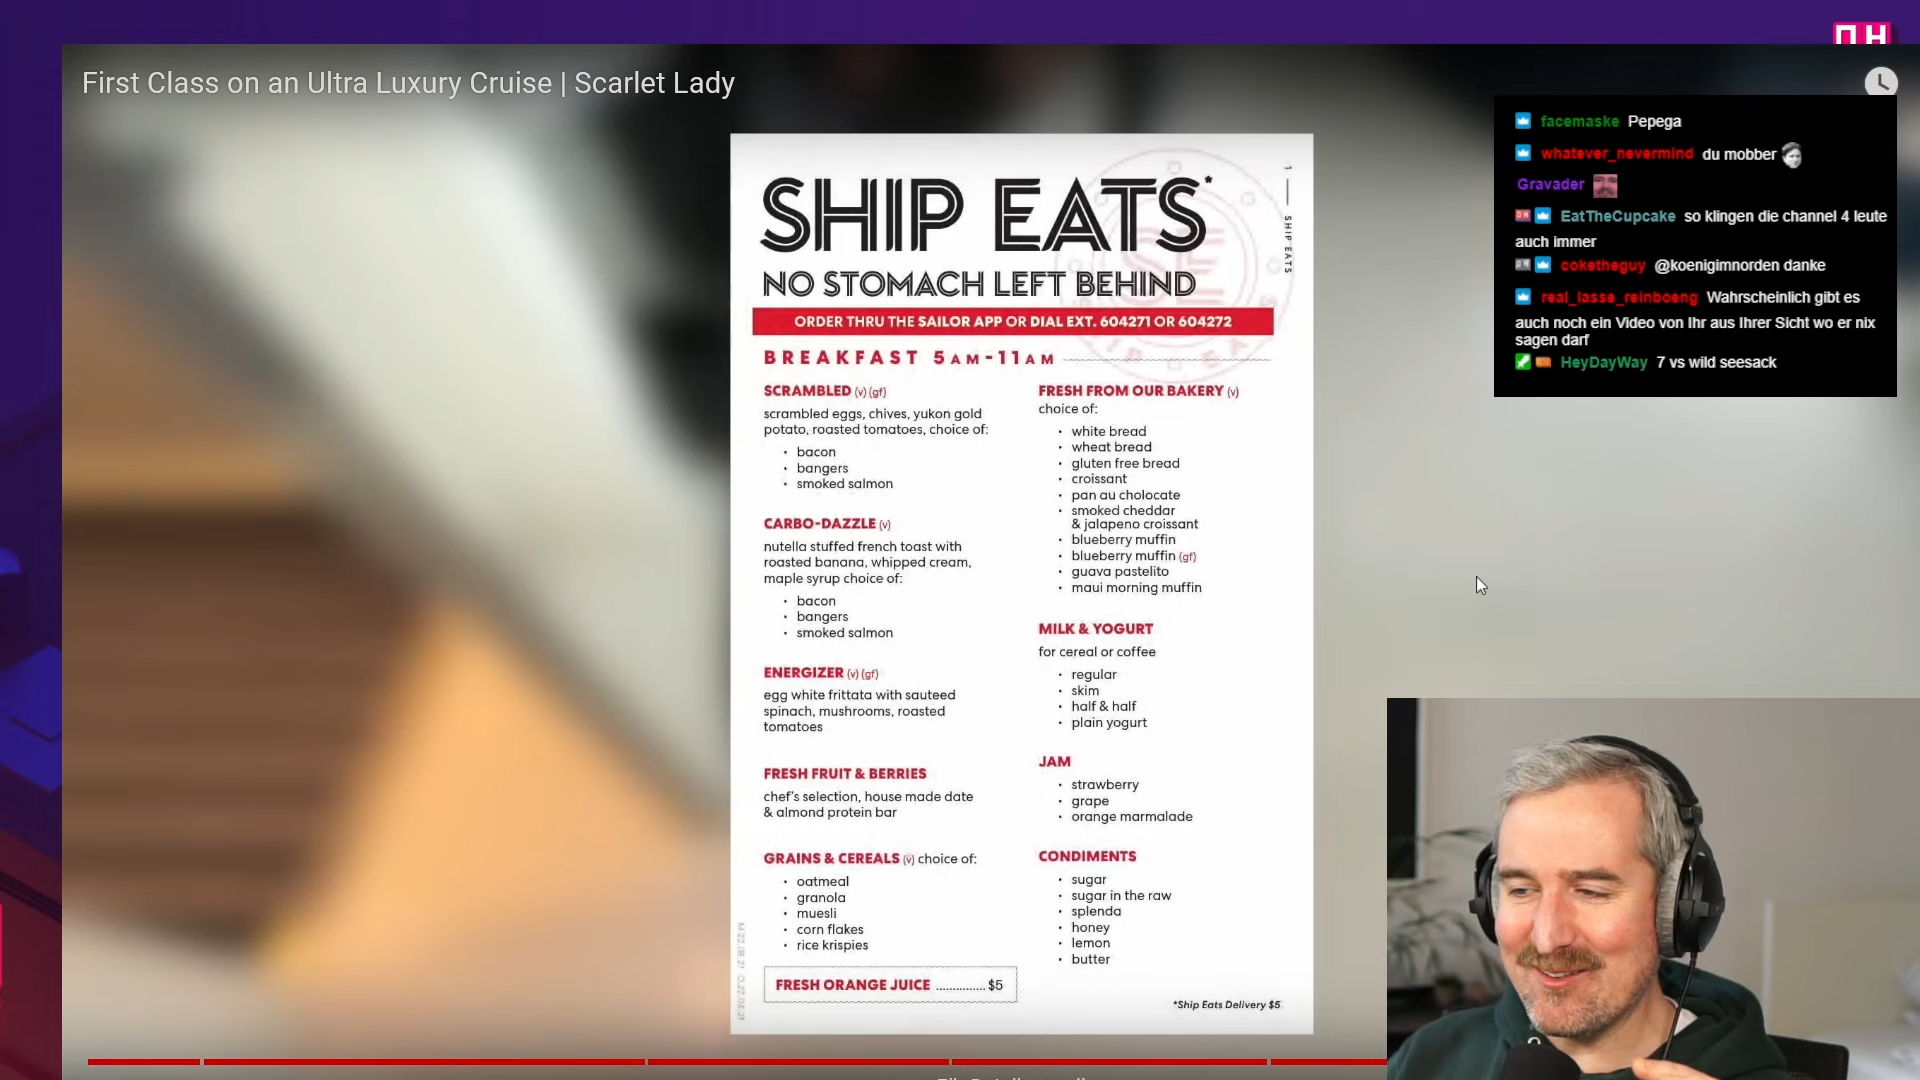 First Class on an Ultra Luxury Cruise | Scarlet Lady
facemaske Pepega
whatever_nevermind du mobber
Gravader
EatTheCupcake so klingen die channel 4 leute
auch immer
coketheguy @koenigimnorden danke
real_lasse_reinboeng Wahrscheinlich gibt es
auch noch ein Video von Ihr aus Ihrer Sicht wo er nix
sagen darf
HeyDayWay 7 vs wild seesack
1 — SHIP EATS
SHIP EATS*
NO STOMACH LEFT BEHIND
ORDER THRU THE SAILOR APP OR DIAL EXT. 604271 OR 604272
BREAKFAST 5AM-11AM
SCRAMBLED (v) (gf)
scrambled eggs, chives, yukon gold
potato, roasted tomatoes, choice of:
• bacon
• bangers
• smoked salmon
CARBO-DAZZLE (v)
nutella stuffed french toast with
roasted banana, whipped cream,
maple syrup choice of:
• bacon
• bangers
• smoked salmon
ENERGIZER (v) (gf)
egg white frittata with sauteed
spinach, mushrooms, roasted
tomatoes
FRESH FRUIT & BERRIES
chef's selection, house made date
& almond protein bar
GRAINS & CEREALS (v) choice of:
• oatmeal
• granola
• muesli
• corn flakes
• rice krispies
FRESH ORANGE JUICE ...............$5
FRESH FROM OUR BAKERY (v)
choice of:
• white bread
• wheat bread
• gluten free bread
• croissant
• pan au cholocate
• smoked cheddar
& jalapeno croissant
• blueberry muffin
• blueberry muffin (gf)
• guava pastelito
• maui morning muffin
MILK & YOGURT
for cereal or coffee
• regular
• skim
• half & half
• plain yogurt
JAM
• strawberry
• grape
• orange marmalade
CONDIMENTS
• sugar
• sugar in the raw
• splenda
• honey
• lemon
• butter
*Ship Eats Delivery $5